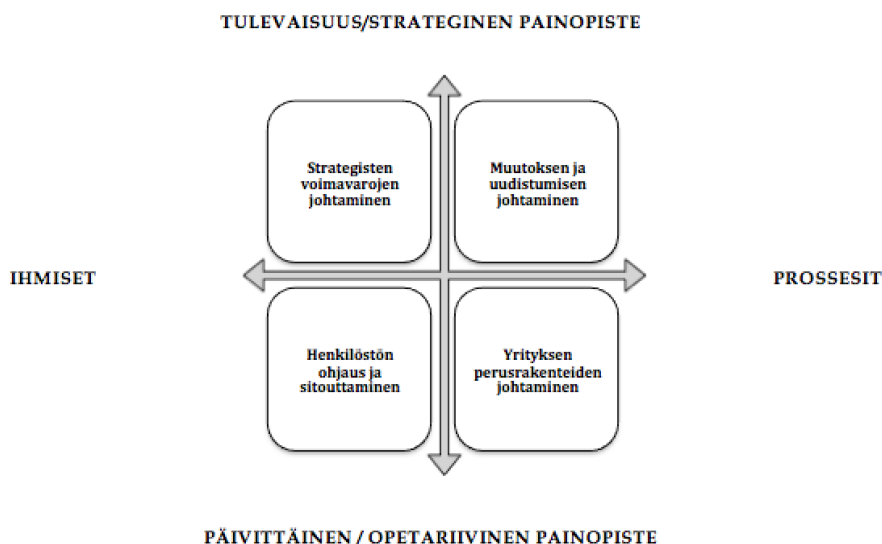 TULEVAISUUS/STRATEGINEN PAINOPISTE
Strategisten
voimavarojen
johtaminen
Muutoksen ja
uudistumisen
johtaminen
IHMISET
PROSSESIT
Henkilöstön
ohjaus ja
sitouttaminen
Yrityksen
perusrakenteiden
johtaminen
PÄIVITTÄINEN / OPETARIIVINEN PAINOPISTE